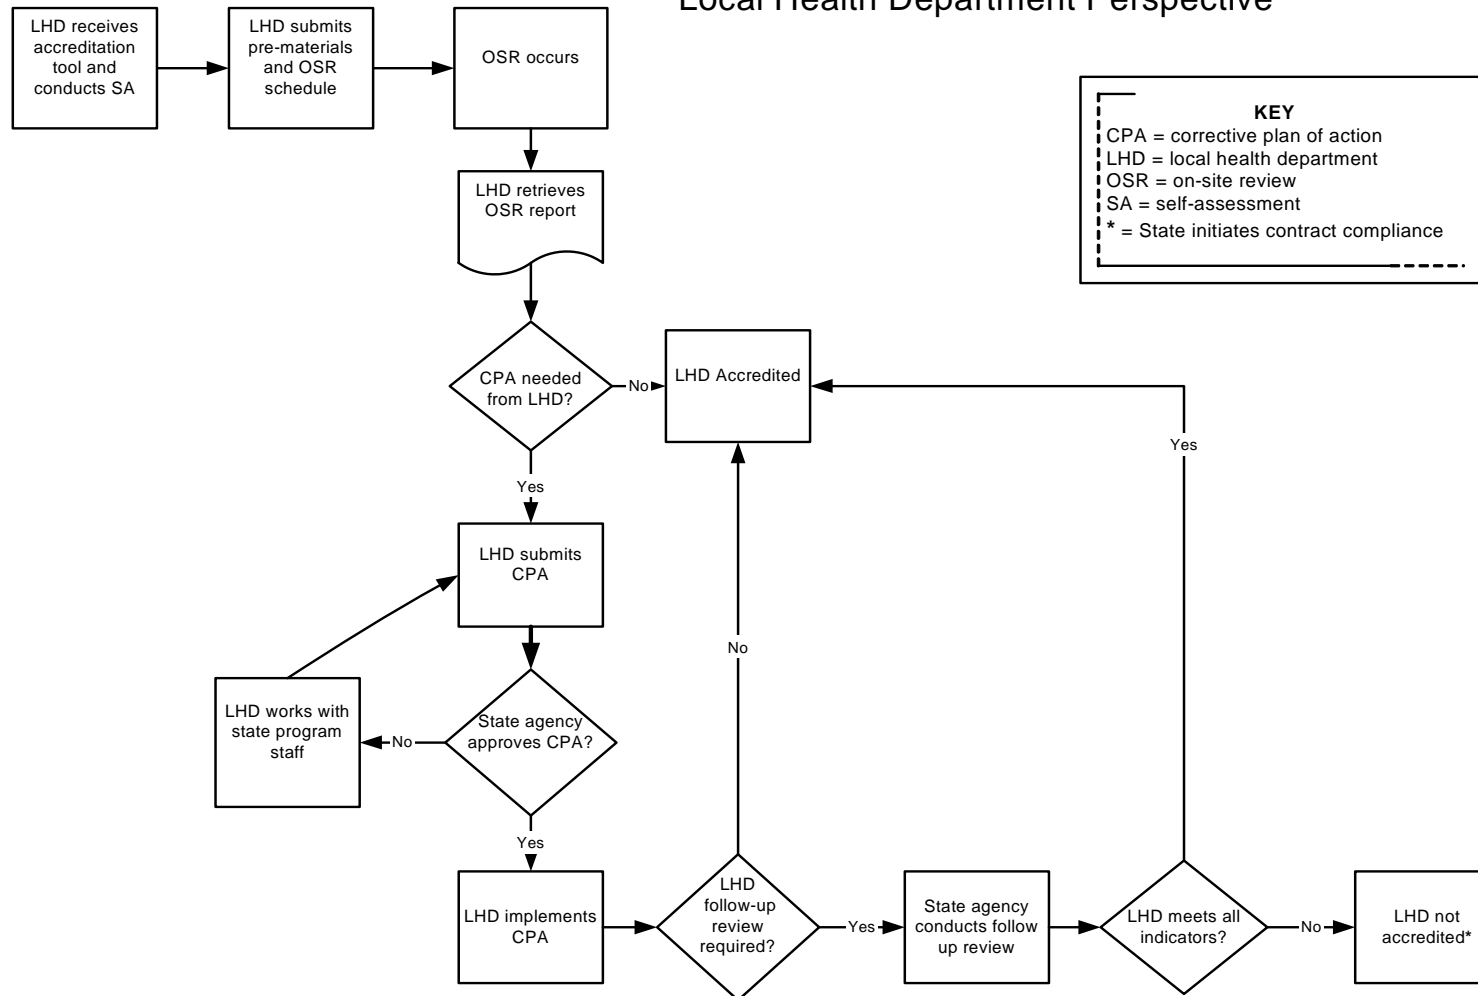 Local Health Department Perspective
LHD receives
accreditation
tool and
conducts SA
LHD submits
pre-materials
and OSR
schedule
OSR occurs
KEY
CPA = corrective plan of action
LHD = local health department
OSR = on-site review
SA = self-assessment
* = State initiates contract compliance
LHD retrieves
OSR report
CPA needed
from LHD?
No
LHD Accredited
Yes
Yes
LHD submits
CPA
No
LHD works with
state program
staff
No
State agency
approves CPA?
Yes
LHD implements
CPA
LHD
follow-up
review
required?
Yes
State agency
conducts follow
up review
LHD meets all
indicators?
No
LHD not
accredited*